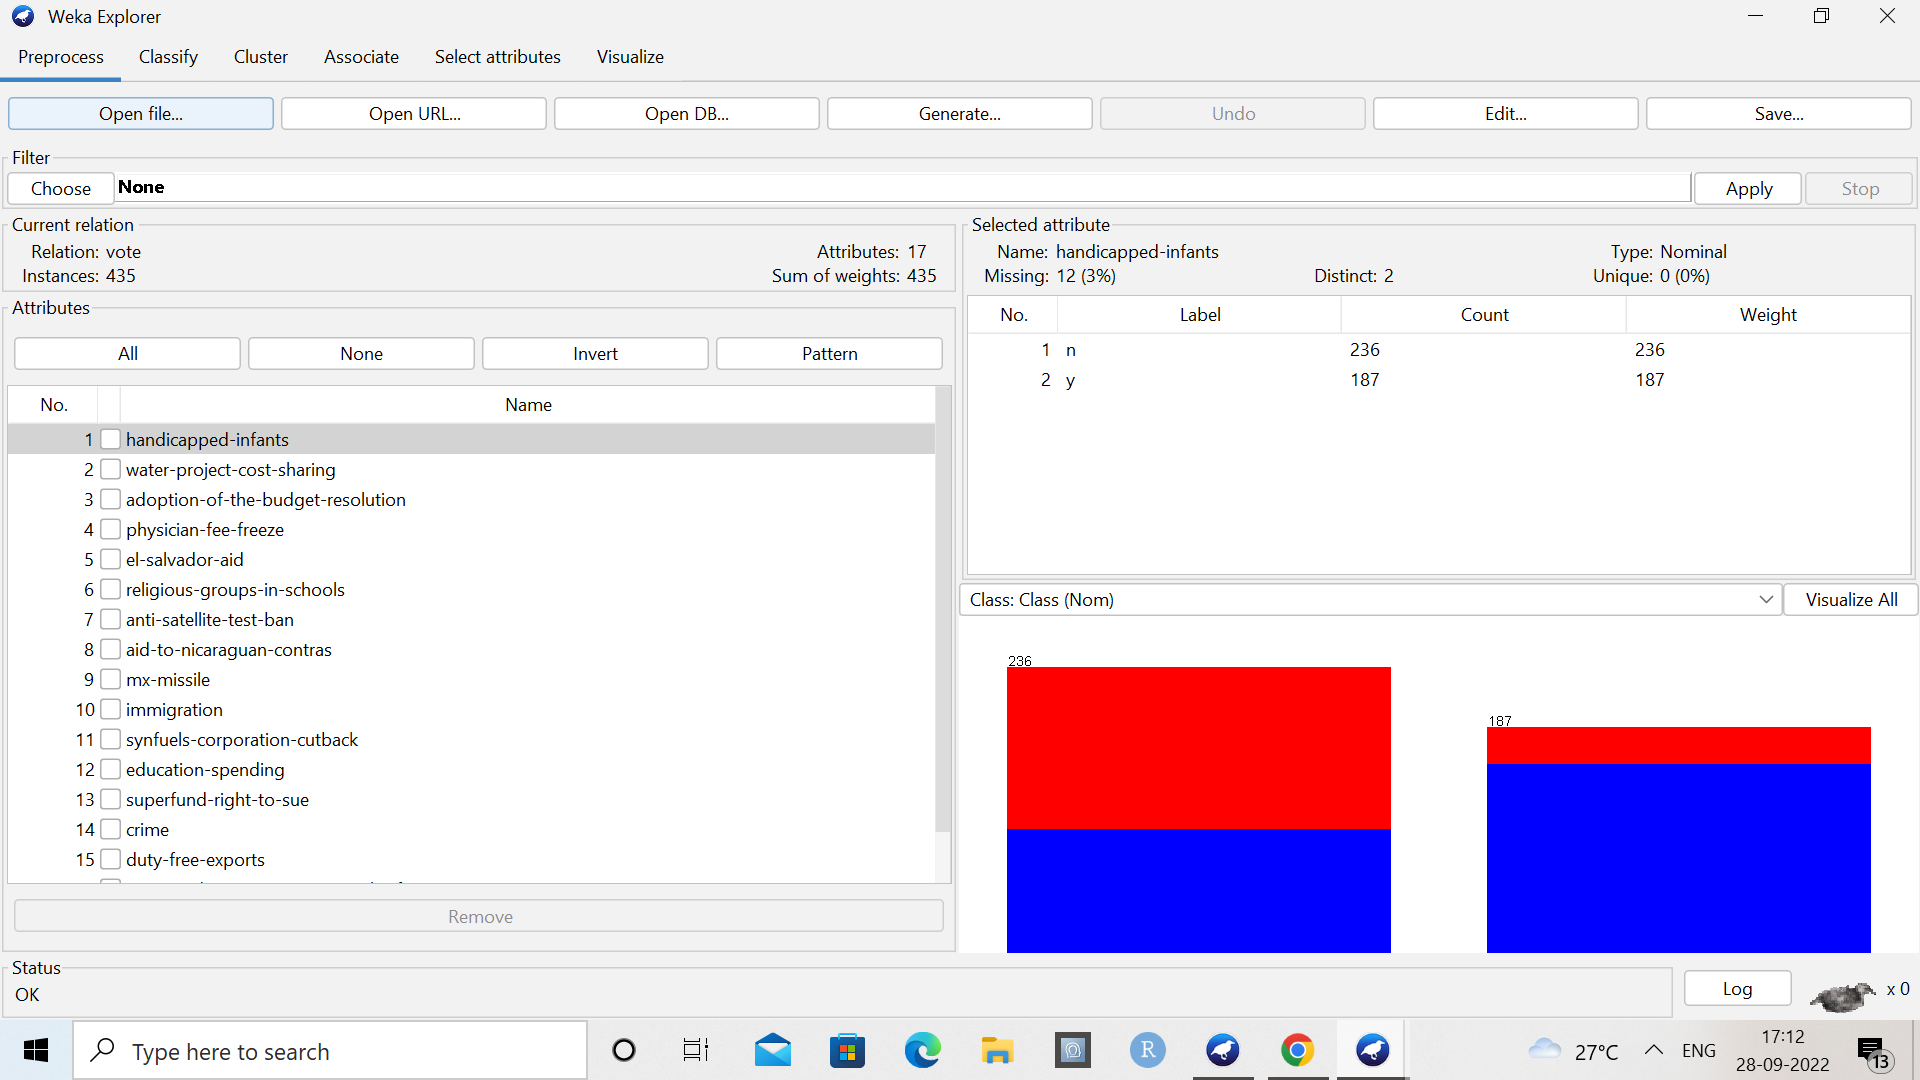 Weka Explorer
Preprocess Classify Cluster Associate Select attributes Visualize
Open file... Open URL... Open DB... Generate... Undo Edit... Save...
Filter
Choose None Apply Stop
Current relation
Relation: vote Attributes: 17
Instances: 435 Sum of weights: 435
Attributes
All None Invert Pattern
No. Name
1 handicapped-infants
2 water-project-cost-sharing
3 adoption-of-the-budget-resolution
4 physician-fee-freeze
5 el-salvador-aid
6 religious-groups-in-schools
7 anti-satellite-test-ban
8 aid-to-nicaraguan-contras
9 mx-missile
10 immigration
11 synfuels-corporation-cutback
12 education-spending
13 superfund-right-to-sue
14 crime
15 duty-free-exports
Remove
Selected attribute
Name: handicapped-infants Type: Nominal
Missing: 12 (3%) Distinct: 2 Unique: 0 (0%)
No. Label Count Weight
1 n 236 236
2 y 187 187
Class: Class (Nom) Visualize All
236
187
Status
OK
Log x 0
Type here to search
R
27°C ENG
17:12
28-09-2022
13